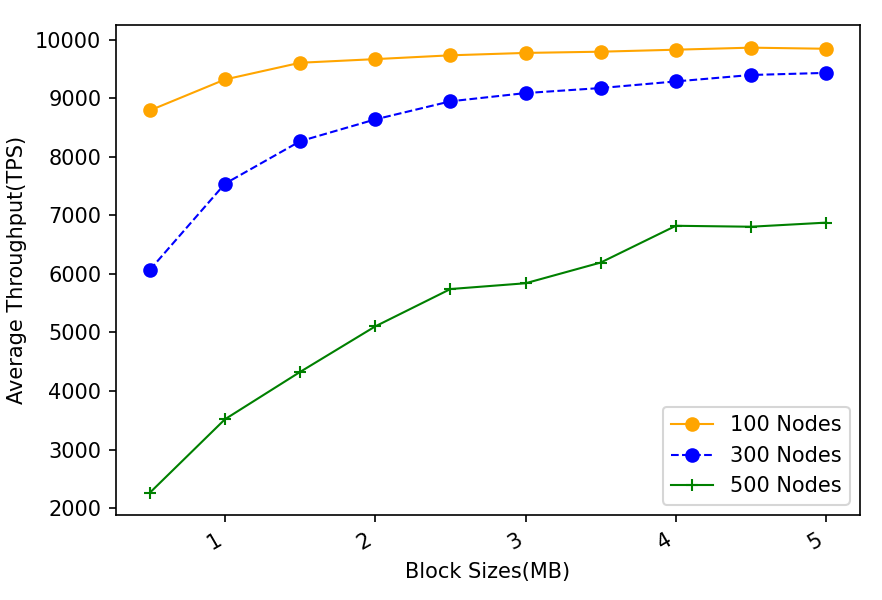 10000
9000
8000
7000
6000
5000
4000
3000
2000
Average Throughput(TPS)
100 Nodes
300 Nodes
500 Nodes
1 2 3 4 5
Block Sizes(MB)